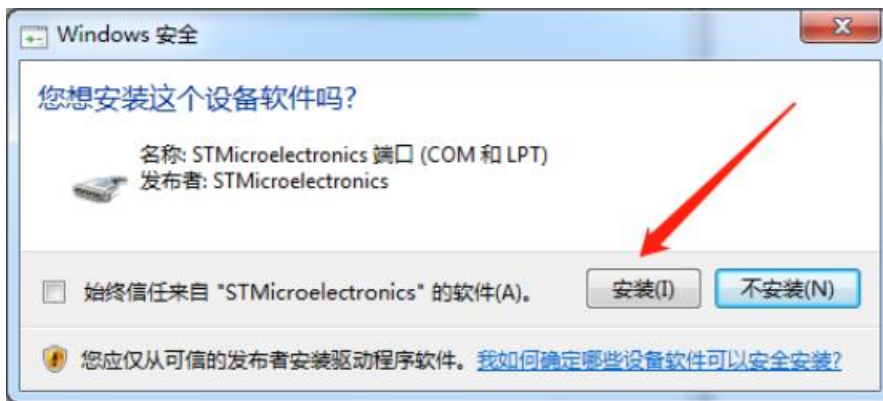 Windows 安全
您想安装这个设备软件吗?
名称: STMicroelectronics 端口 (COM 和 LPT)
发布者: STMicroelectronics
始终信任来自 "STMicroelectronics" 的软件(A)。
安装(I)
不安装(N)
您应仅从可信的发布者安装驱动程序软件。我如何确定哪些设备软件可以安全安装?